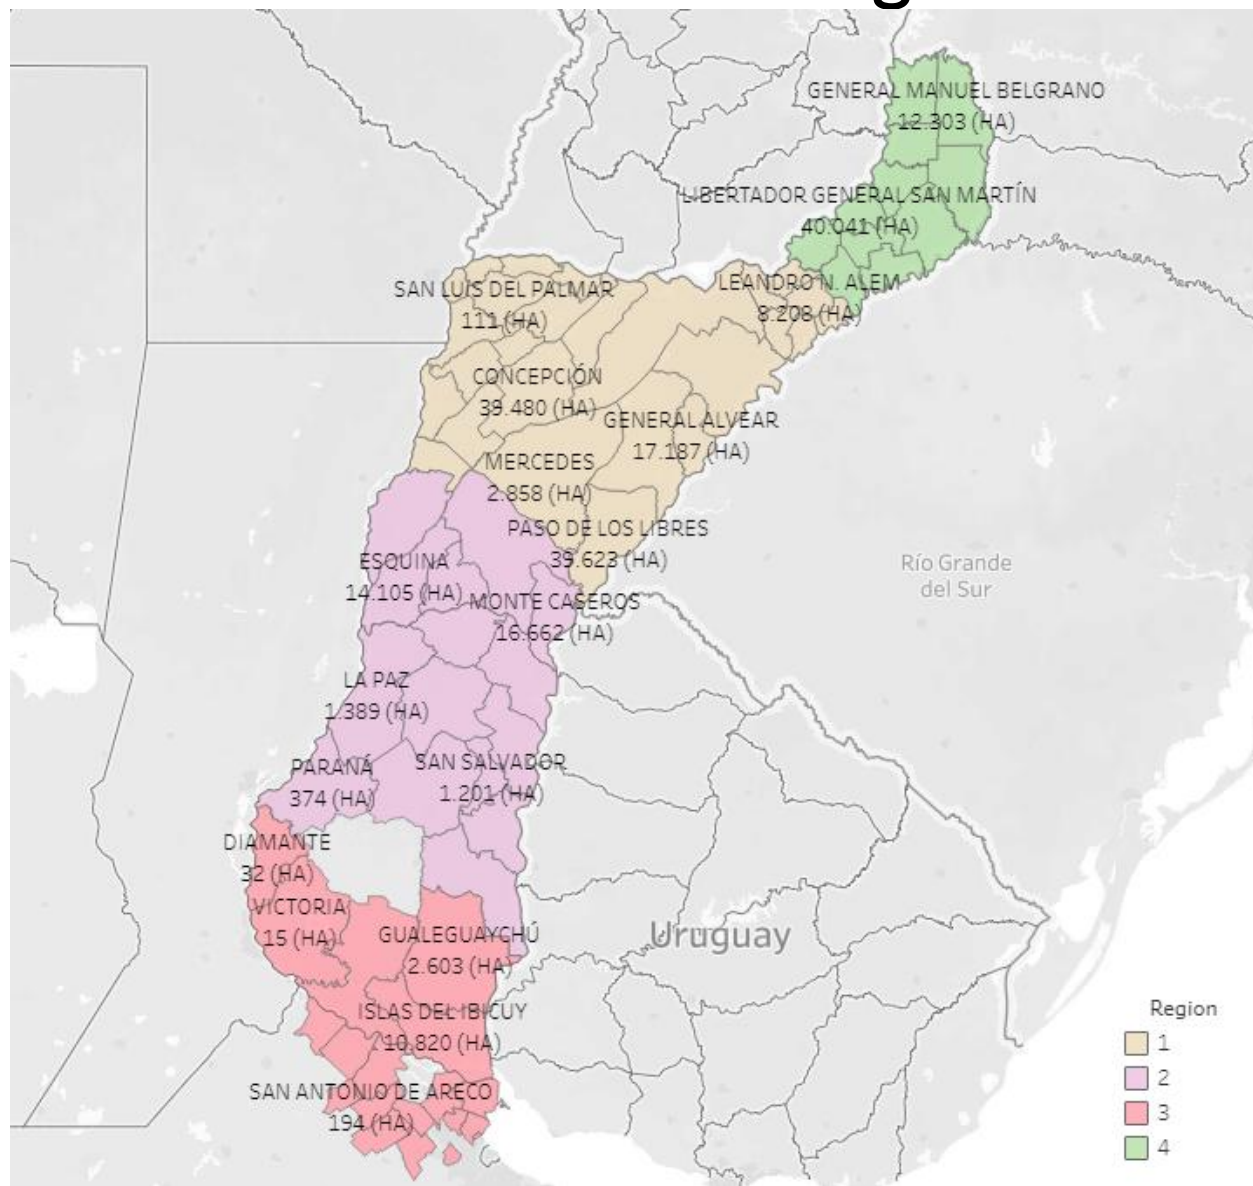 GENERAL MANUEL BELGRANO
12.303 (HA)
LIBERTADOR GENERAL SAN MARTÍN
40.041 (HA)
LEANDRO N. ALEM
8.208 (HA)
SAN LUIS DEL PALMAR
111 (HA)
CONCEPCIÓN
39.480 (HA)
GENERAL ALVEAR
17.187 (HA)
MERCEDES
2.858 (HA)
PASO DE LOS LIBRES
39.623 (HA)
ESQUINA
14.105 (HA)
MONTE CASEROS
16.662 (HA)
Río Grande
del Sur
LA PAZ
1.389 (HA)
PARANÁ
374 (HA)
SAN SALVADOR
1.201 (HA)
DIAMANTE
32 (HA)
VICTORIA
15 (HA)
GUALEGUAYCHÚ
2.603 (HA)
Uruguay
ISLAS DEL IBICUY
10.820 (HA)
SAN ANTONIO DE ARECO
194 (HA)
Region
1
2
3
4